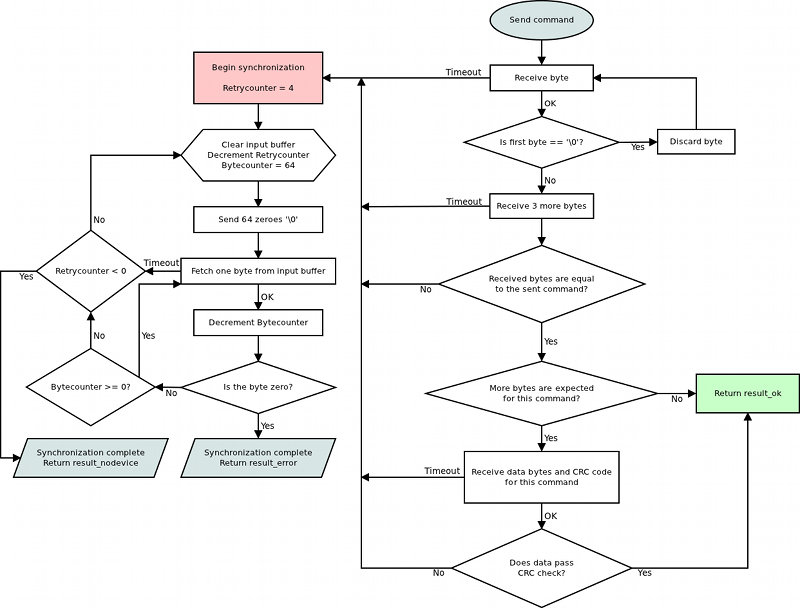 Send command
Begin synchronization
Retrycounter = 4
Timeout
Receive byte
OK
Clear input buffer
Decrement Retrycounter
Bytecounter = 64
Is first byte == '\0'?
Yes
Discard byte
No
Send 64 zeroes '\0'
Timeout
Receive 3 more bytes
No
Retrycounter < 0
Yes
Timeout
Fetch one byte from input buffer
OK
Received bytes are equal
to the sent command?
No
Decrement Bytecounter
Yes
No
Yes
Bytecounter >= 0?
No
Is the byte zero?
Yes
More bytes are expected
for this command?
No
Return result_ok
Yes
Synchronization complete
Return result_nodevice
Synchronization complete
Return result_error
Timeout
Receive data bytes and CRC code
for this command
OK
Does data pass
CRC check?
No
Yes